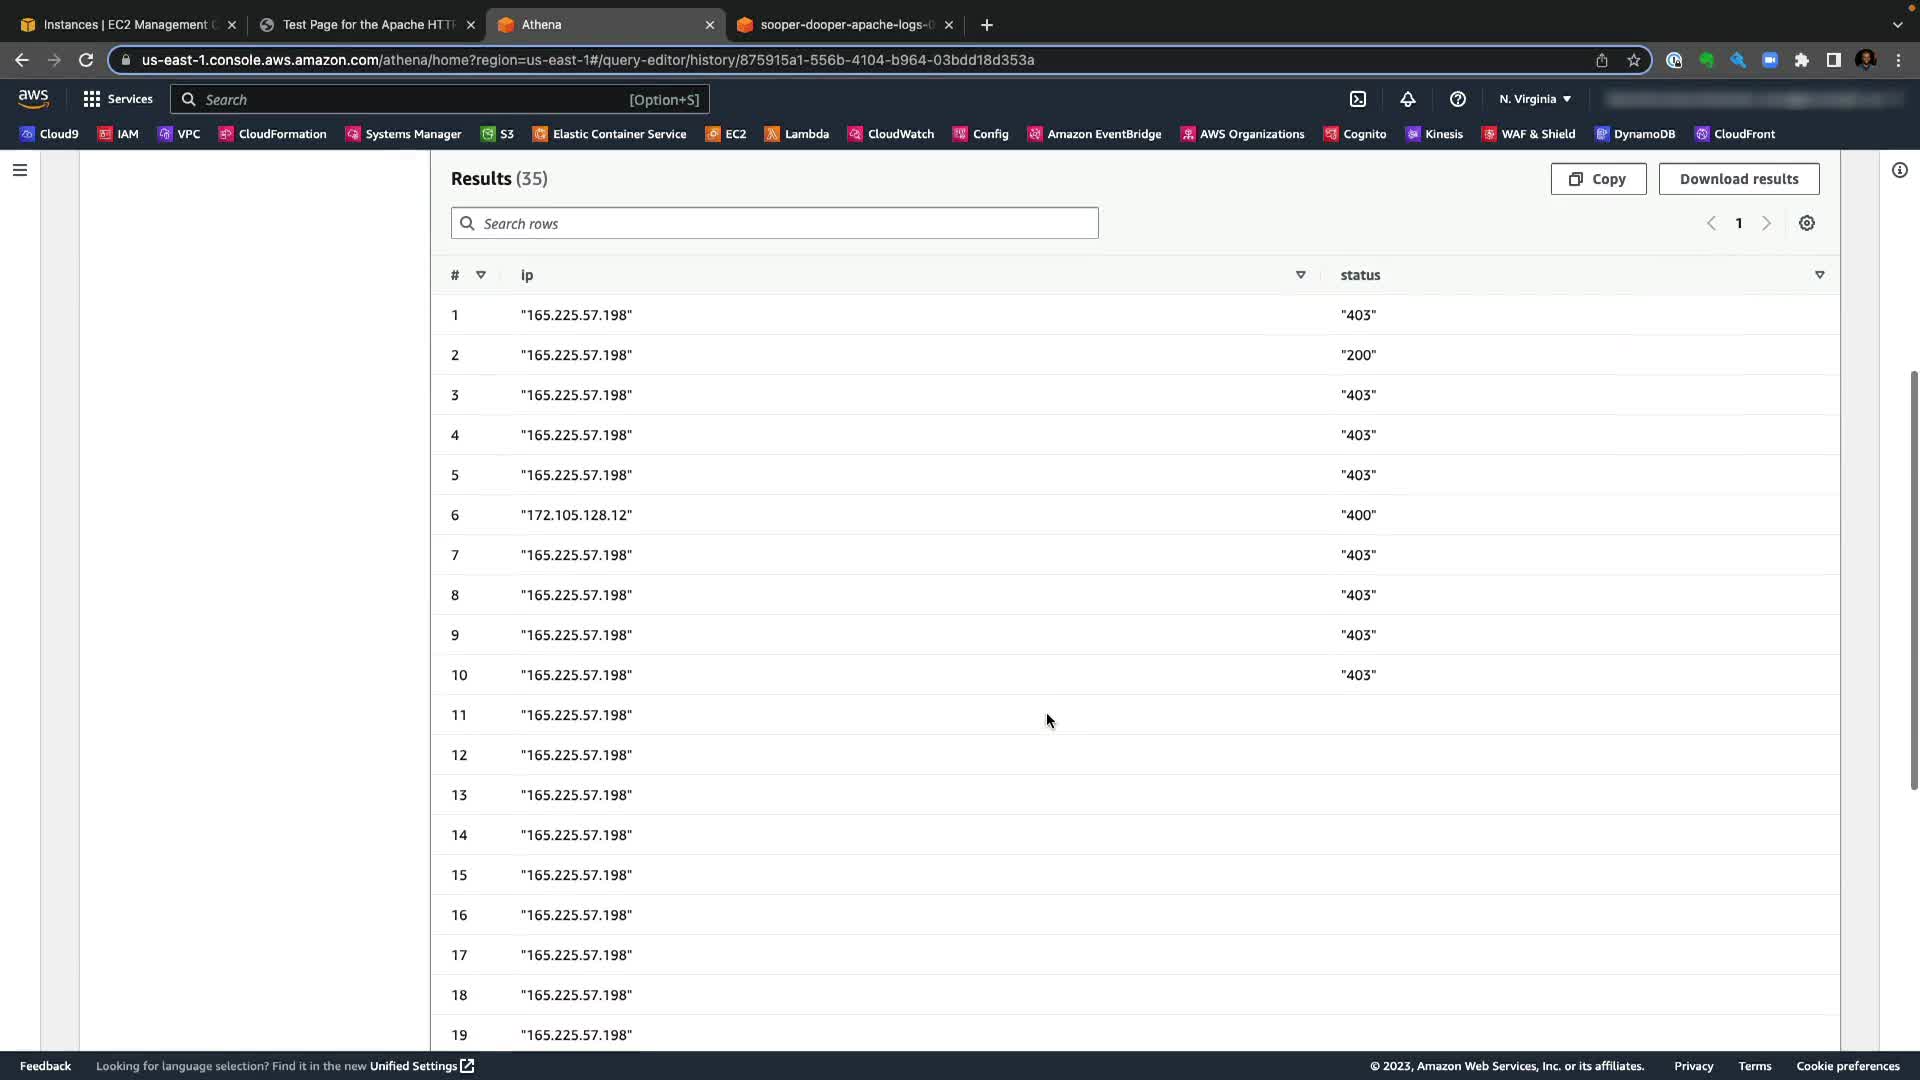 Instances | EC2 Management C
Test Page for the Apache HTT
Athena
sooper-dooper-apache-logs-0
us-east-1.console.aws.amazon.com/athena/home?region=us-east-1#/query-editor/history/875915a1-556b-4104-b964-03bdd18d353a
aws
Services
Search
[Option+S]
N. Virginia
Cloud9
IAM
VPC
CloudFormation
Systems Manager
S3
Elastic Container Service
EC2
Lambda
CloudWatch
Config
Amazon EventBridge
AWS Organizations
Cognito
Kinesis
WAF & Shield
DynamoDB
CloudFront
Results (35)
Copy
Download results
Search rows
1
# ip status
1 "165.225.57.198" "403"
2 "165.225.57.198" "200"
3 "165.225.57.198" "403"
4 "165.225.57.198" "403"
5 "165.225.57.198" "403"
6 "172.105.128.12" "400"
7 "165.225.57.198" "403"
8 "165.225.57.198" "403"
9 "165.225.57.198" "403"
10 "165.225.57.198" "403"
11 "165.225.57.198"
12 "165.225.57.198"
13 "165.225.57.198"
14 "165.225.57.198"
15 "165.225.57.198"
16 "165.225.57.198"
17 "165.225.57.198"
18 "165.225.57.198"
19 "165.225.57.198"
Feedback
Looking for language selection? Find it in the new Unified Settings
© 2023, Amazon Web Services, Inc. or its affiliates.
Privacy
Terms
Cookie preferences